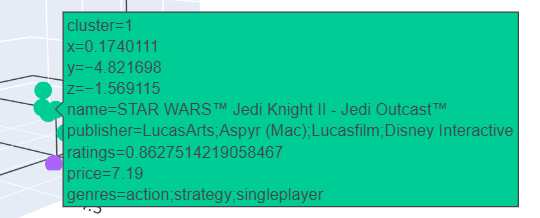 cluster=1
x=0.1740111
y=−4.821698
z=−1.569115
name=STAR WARS™ Jedi Knight II - Jedi Outcast™
publisher=LucasArts;Aspyr (Mac);Lucasfilm;Disney Interactive
ratings=0.8627514219058467
price=7.19
genres=action;strategy;singleplayer